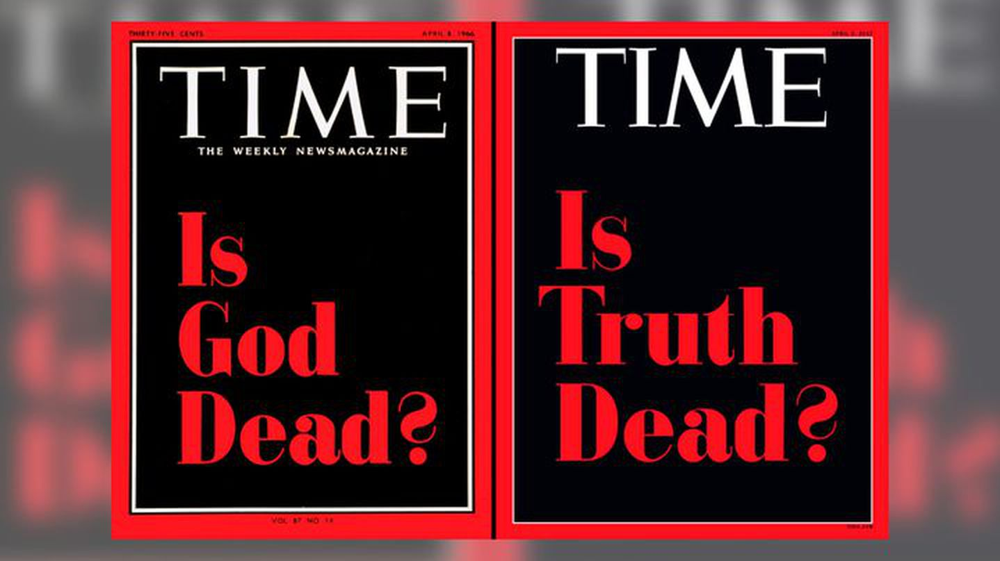 THIRTY-FIVE CENTS
APRIL 8, 1966
TIME
THE WEEKLY NEWSMAGAZINE
Is
God
Dead?
VOL. 87 NO. 14
TIME
Is
Truth
Dead?